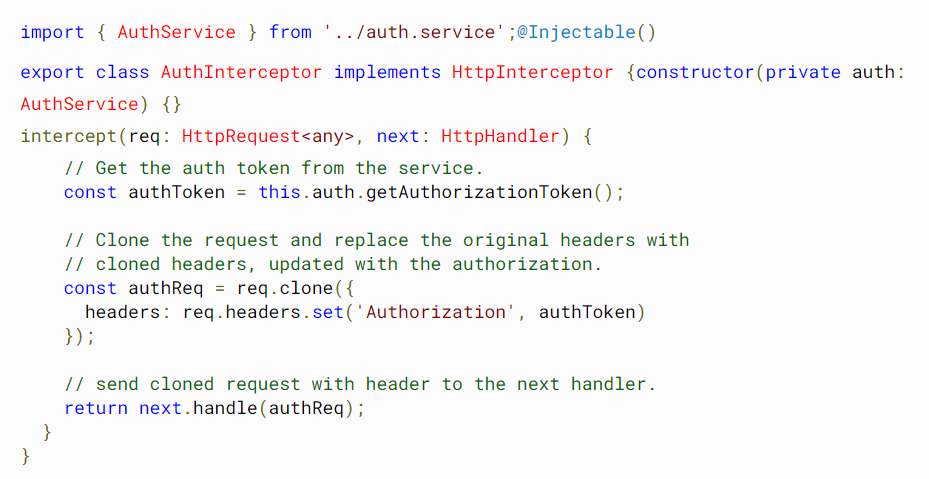 import { AuthService } from '../auth.service';@Injectable()
export class AuthInterceptor implements HttpInterceptor {constructor(private auth:
AuthService) {}
intercept(req: HttpRequest<any>, next: HttpHandler) {
    // Get the auth token from the service.
    const authToken = this.auth.getAuthorizationToken();

    // Clone the request and replace the original headers with
    // cloned headers, updated with the authorization.
    const authReq = req.clone({
      headers: req.headers.set('Authorization', authToken)
    });

    // send cloned request with header to the next handler.
    return next.handle(authReq);
  }
}